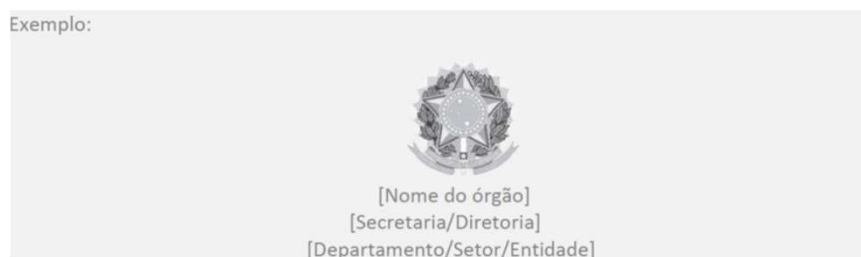 Exemplo:
[Nome do órgão]
[Secretaria/Diretoria]
[Departamento/Setor/Entidade]